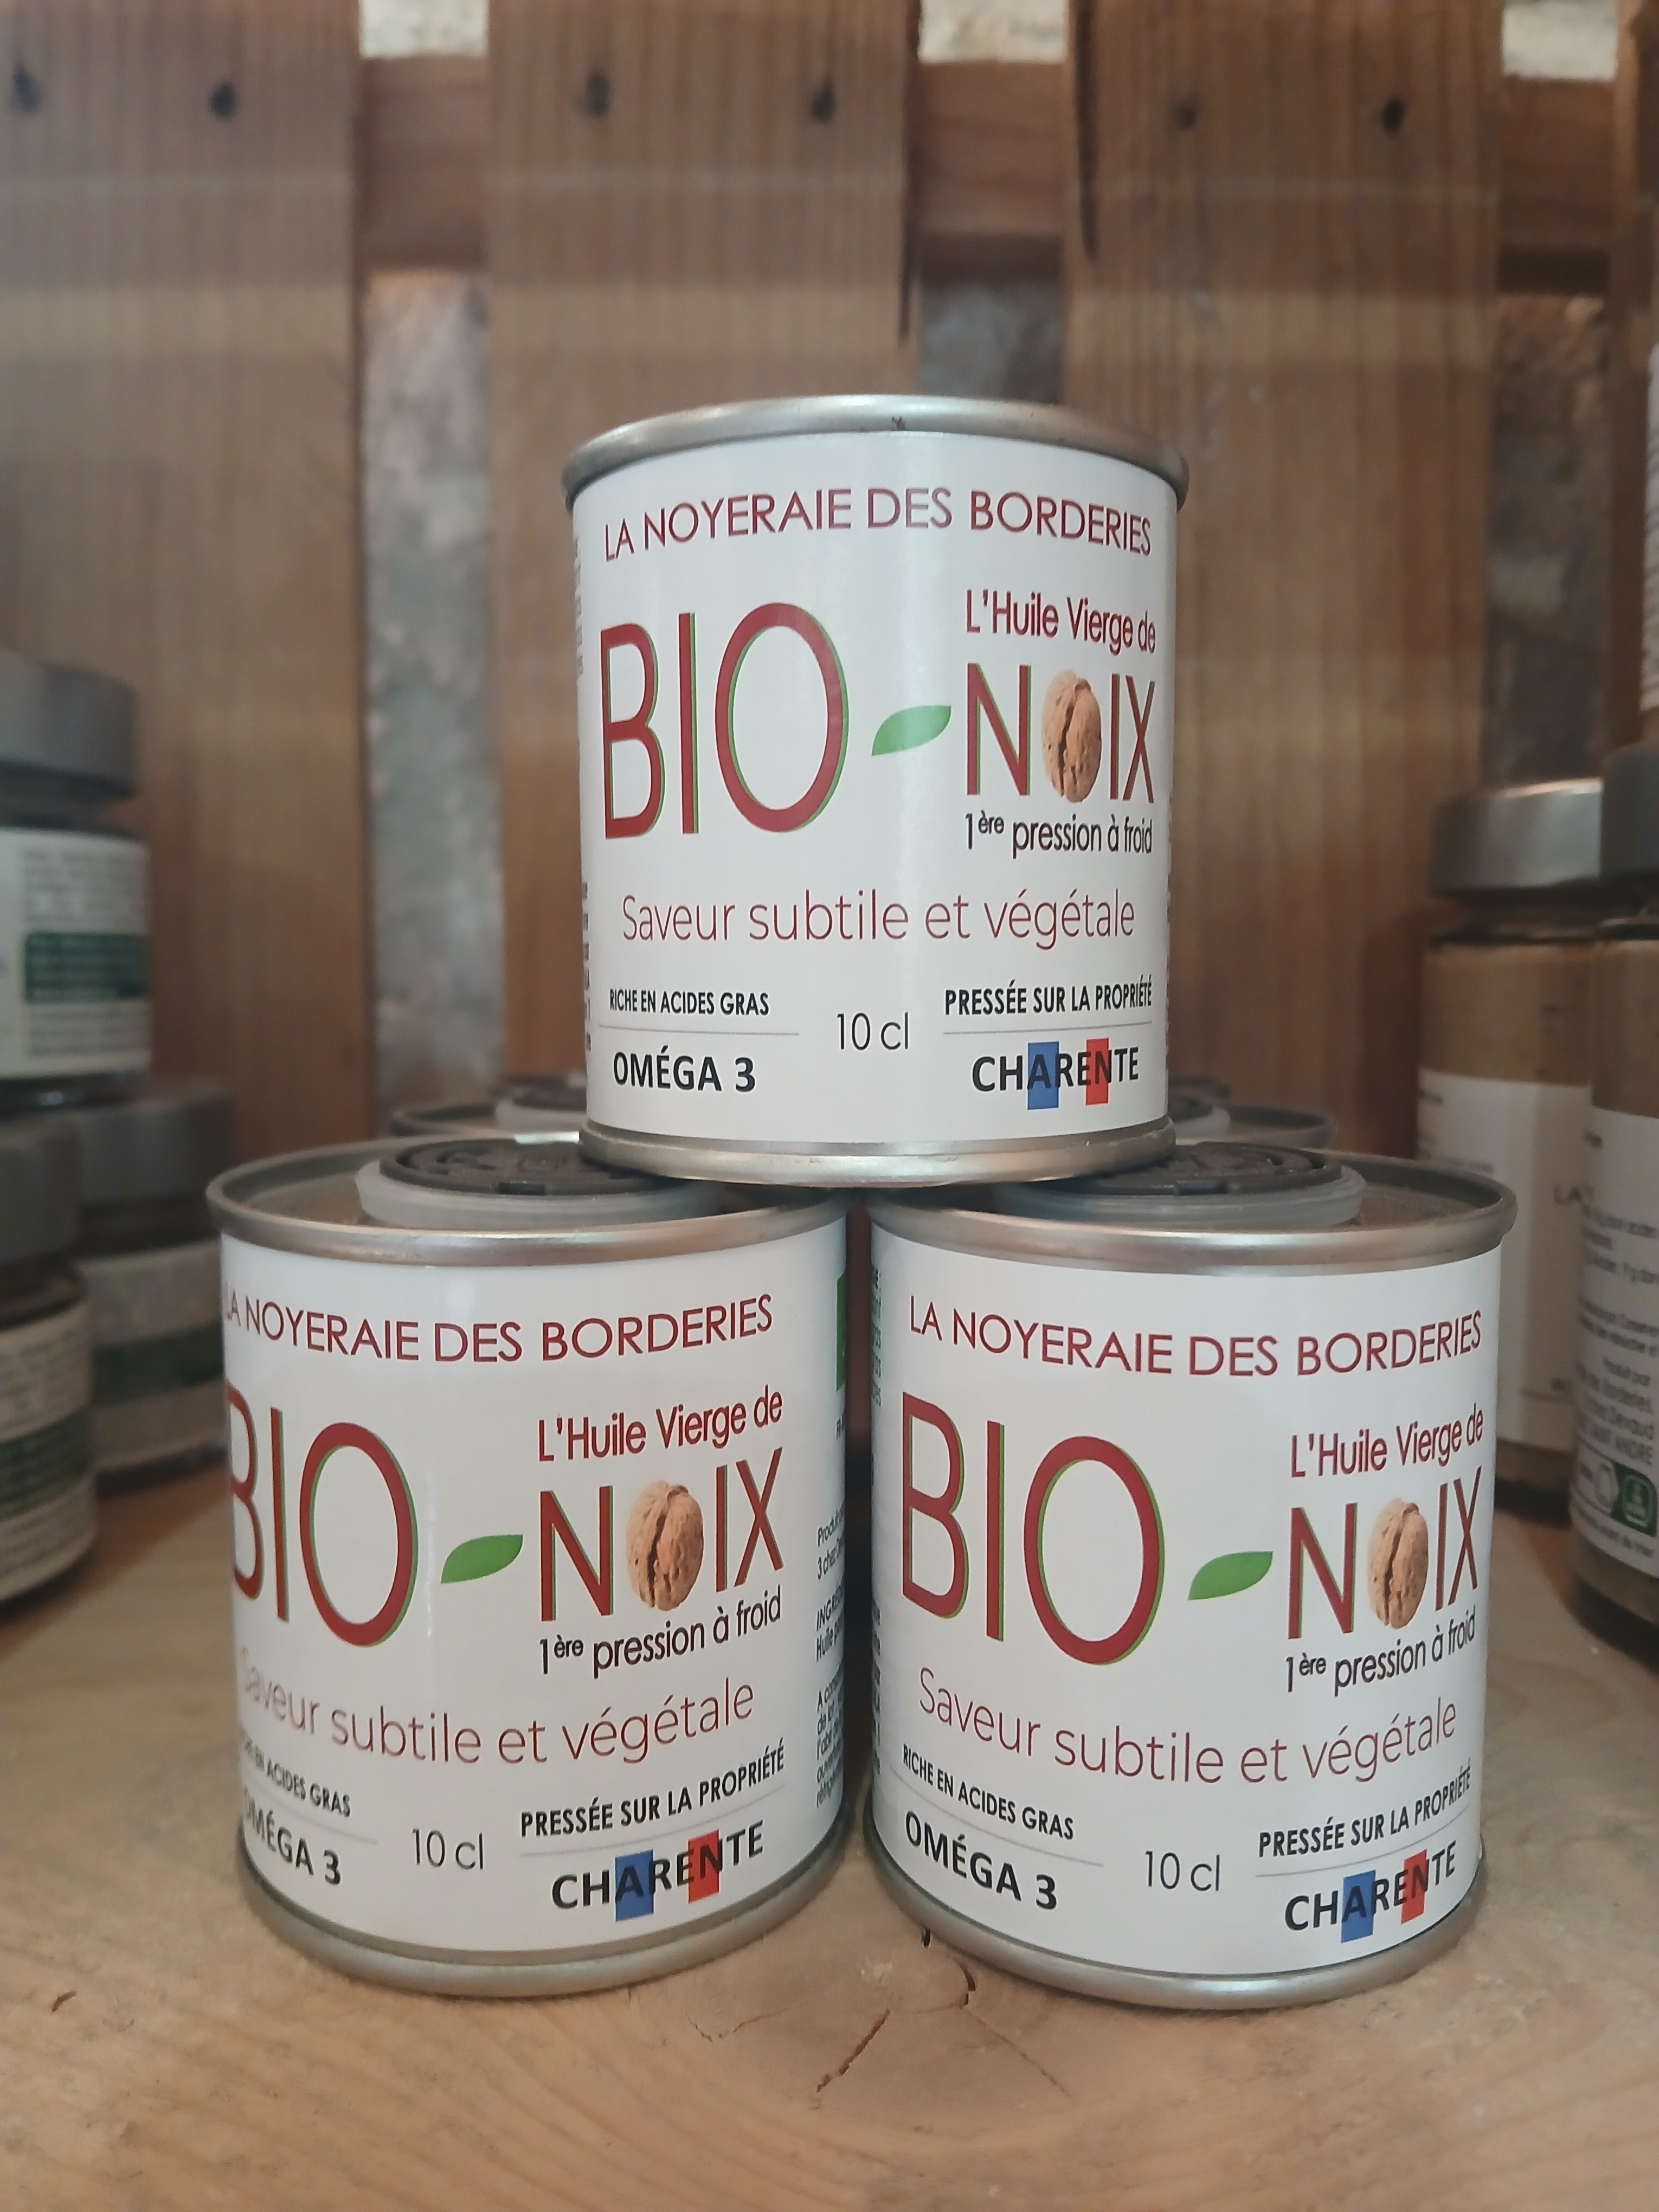 LA NOYERAIE DES BORDERIES
L'Huile Vierge de
BIO-NOIX
1ère pression à froid
Saveur subtile et végétale
RICHE EN ACIDES GRAS
OMÉGA 3
10 cl
PRESSÉE SUR LA PROPRIÉTÉ
CHARENTE
LA NOYERAIE DES BORDERIES
L'Huile Vierge de
BIO-NOIX
1ère pression à froid
Saveur subtile et végétale
ACIDES GRAS
OMÉGA 3
10 cl
PRESSÉE SUR LA PROPRIÉTÉ
CHARENTE
LA NOYERAIE DES BORDERIES
L'Huile Vierge de
BIO-NOIX
1ère pression à froid
Saveur subtile et végétale
RICHE EN ACIDES GRAS
OMÉGA 3
10 cl
PRESSÉE SUR LA PROPRIÉTÉ
CHARENTE